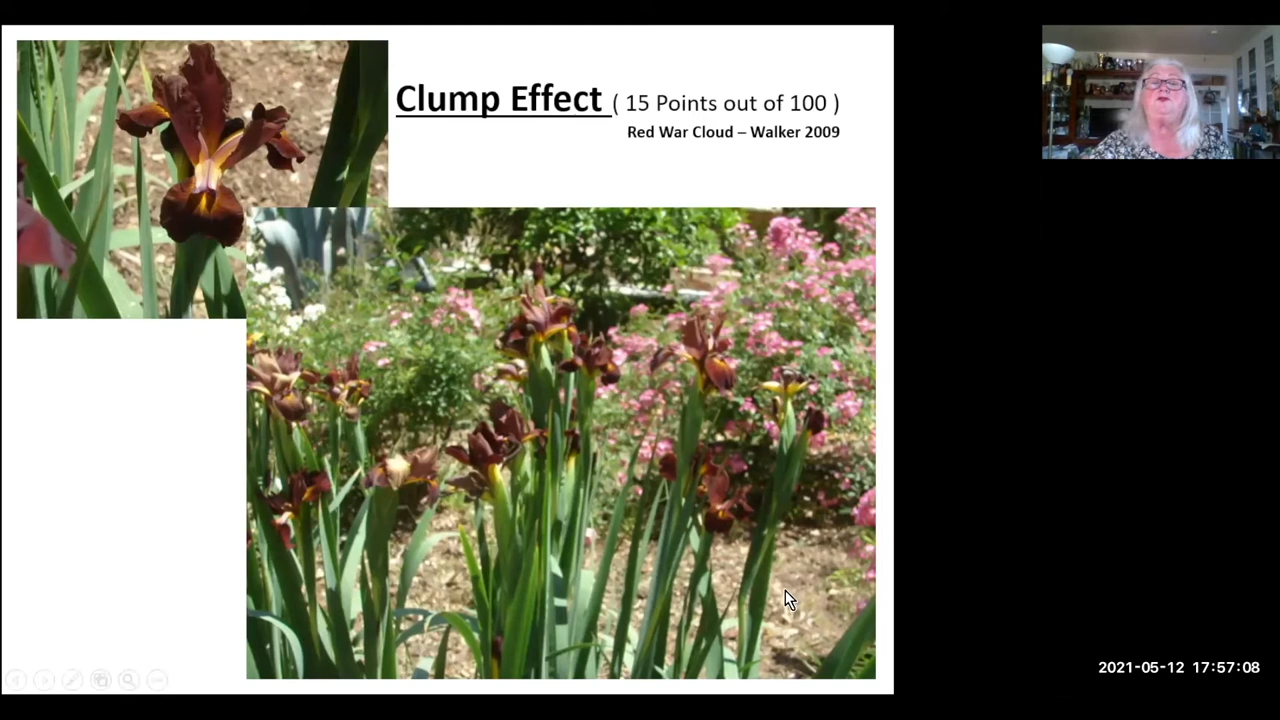 Clump Effect ( 15 Points out of 100 )
Red War Cloud – Walker 2009
2021-05-12 17:57:08